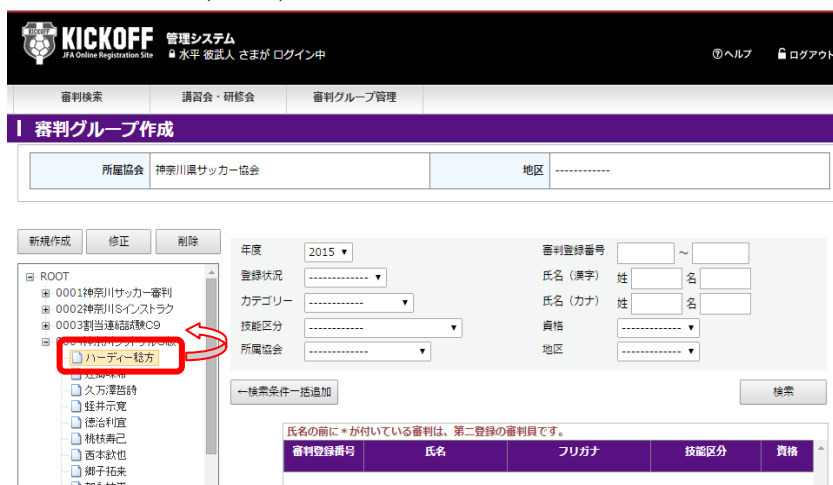 KICKOFF
JFA Online Registration Site
管理システム
水平 彼武人 さまが ログイン中
ヘルプ
ログアウト
審判検索 講習会・研修会 審判グループ管理
審判グループ作成
所属協会 神奈川県サッカー協会 地区 ------------
新規作成 修正 削除
年度 2015 ▼ 審判登録番号 ～
登録状況 ------------- ▼ 氏名（漢字） 姓 名
カテゴリー ------------ ▼ 氏名（カナ） 姓 名
技能区分 ------------ ▼ 資格 ------------- ▼
所属協会 ------------- ▼ 地区 ------------- ▼
ROOT
0001神奈川サッカー審判
0002神奈川Sインストラク
0003割当連結試験C9
ハーディー稔方
久万澤哲詩
蛭井示寛
徳治利宜
桃枝寿己
西本欽也
郷子拓来
←検索条件一括追加 検索
氏名の前に＊が付いている審判は、第二登録の審判員です。
審判登録番号 氏名 フリガナ 技能区分 資格